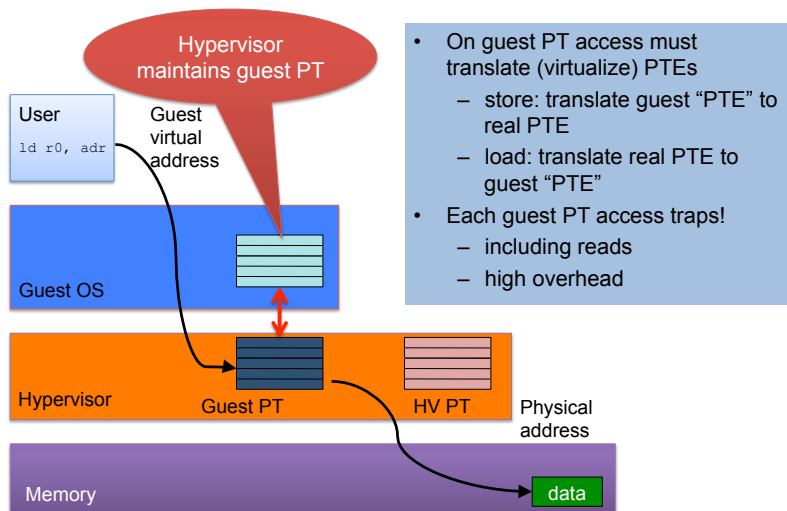 Hypervisor
maintains guest PT
User
ld r0, adr
Guest
virtual
address
• On guest PT access must
translate (virtualize) PTEs
– store: translate guest “PTE” to
real PTE
– load: translate real PTE to
guest “PTE”
• Each guest PT access traps!
– including reads
– high overhead
Guest OS
Hypervisor
Guest PT
HV PT
Physical
address
Memory
data